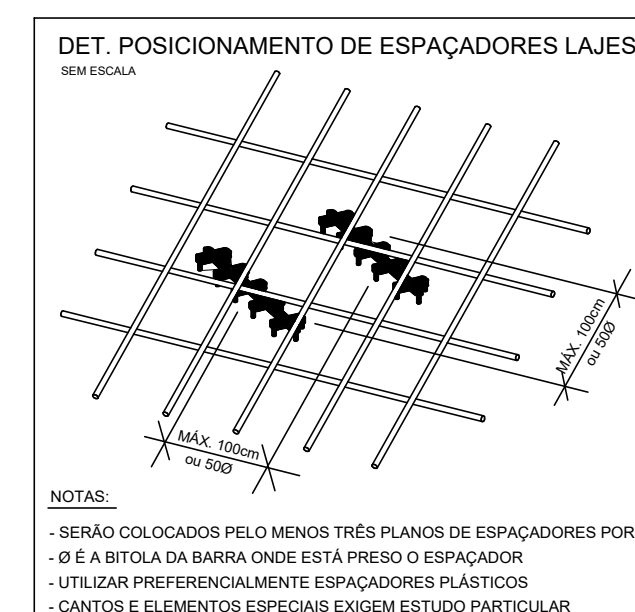 DET. POSICIONAMENTO DE ESPAÇADORES LAJES
SEM ESCALA
MÁX. 100cm
ou 50Ø
MÁX. 100cm
ou 50Ø
NOTAS:
- SERÃO COLOCADOS PELO MENOS TRÊS PLANOS DE ESPAÇADORES POR
- Ø É A BITOLA DA BARRA ONDE ESTÁ PRESO O ESPAÇADOR
- UTILIZAR PREFERENCIALMENTE ESPAÇADORES PLÁSTICOS
- CANTOS E ELEMENTOS ESPECIAIS EXIGEM ESTUDO PARTICULAR